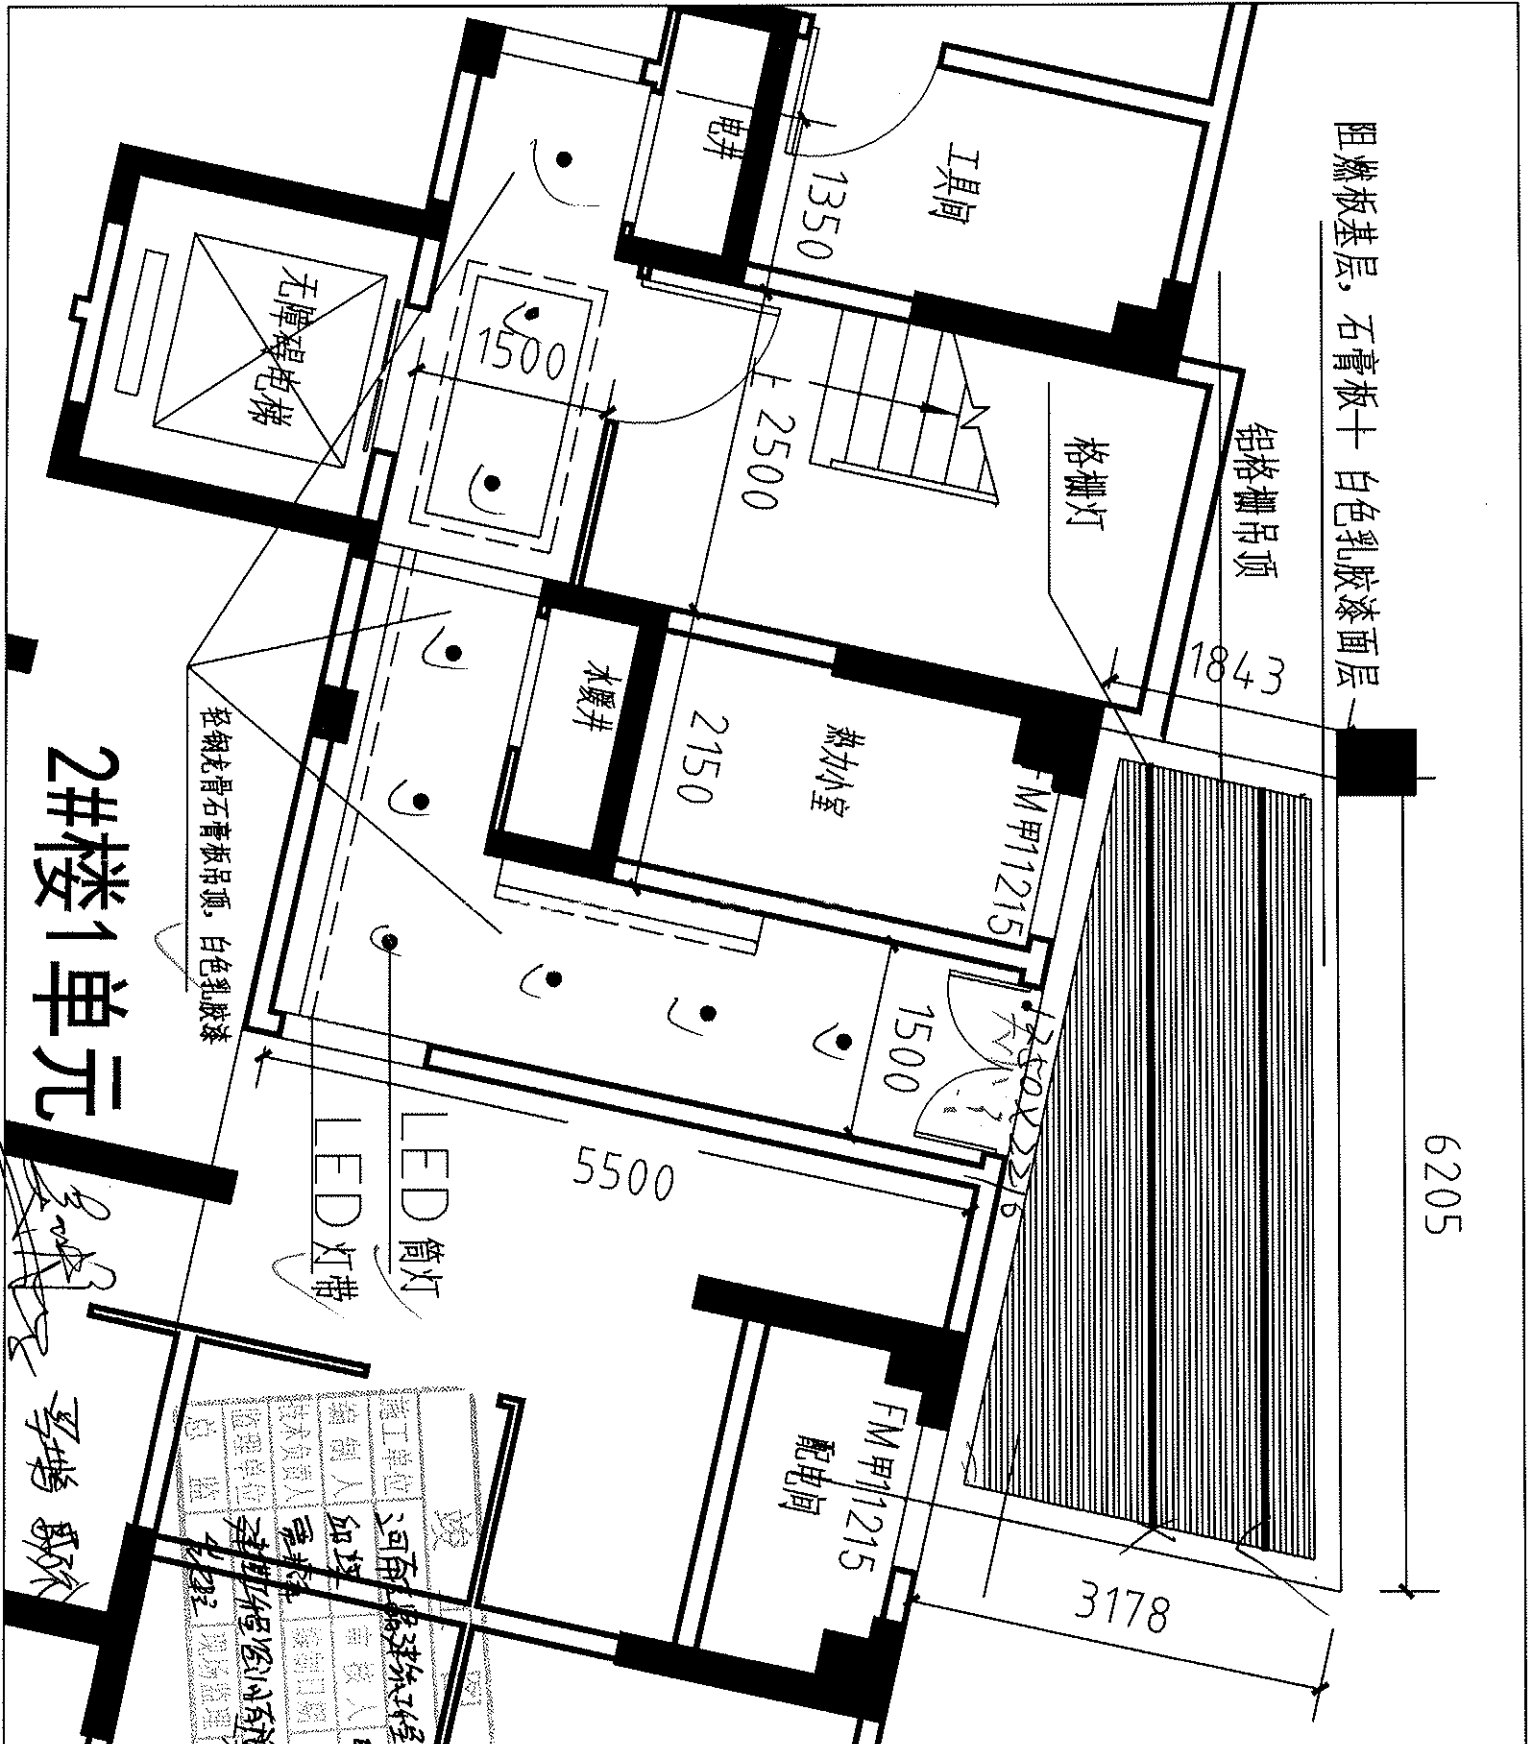 阻燃板基层，石膏板+ 白色乳胶漆面层
铝格栅吊顶
格栅灯
工具间
电井
1350
无障碍电梯
1500
上
2500
1843
水暖井
热力小室
2150
FM甲1215
6205
轻钢龙骨石膏板吊顶，白色乳胶漆
2#楼1单元
1500
LED 筒灯
LED 灯带
5500
FM甲1215
配电间
3178
竣 工 图
施工单位
编 制 人
审 核 人
技术负责人
编制日期
监理单位
总 监
现场监理